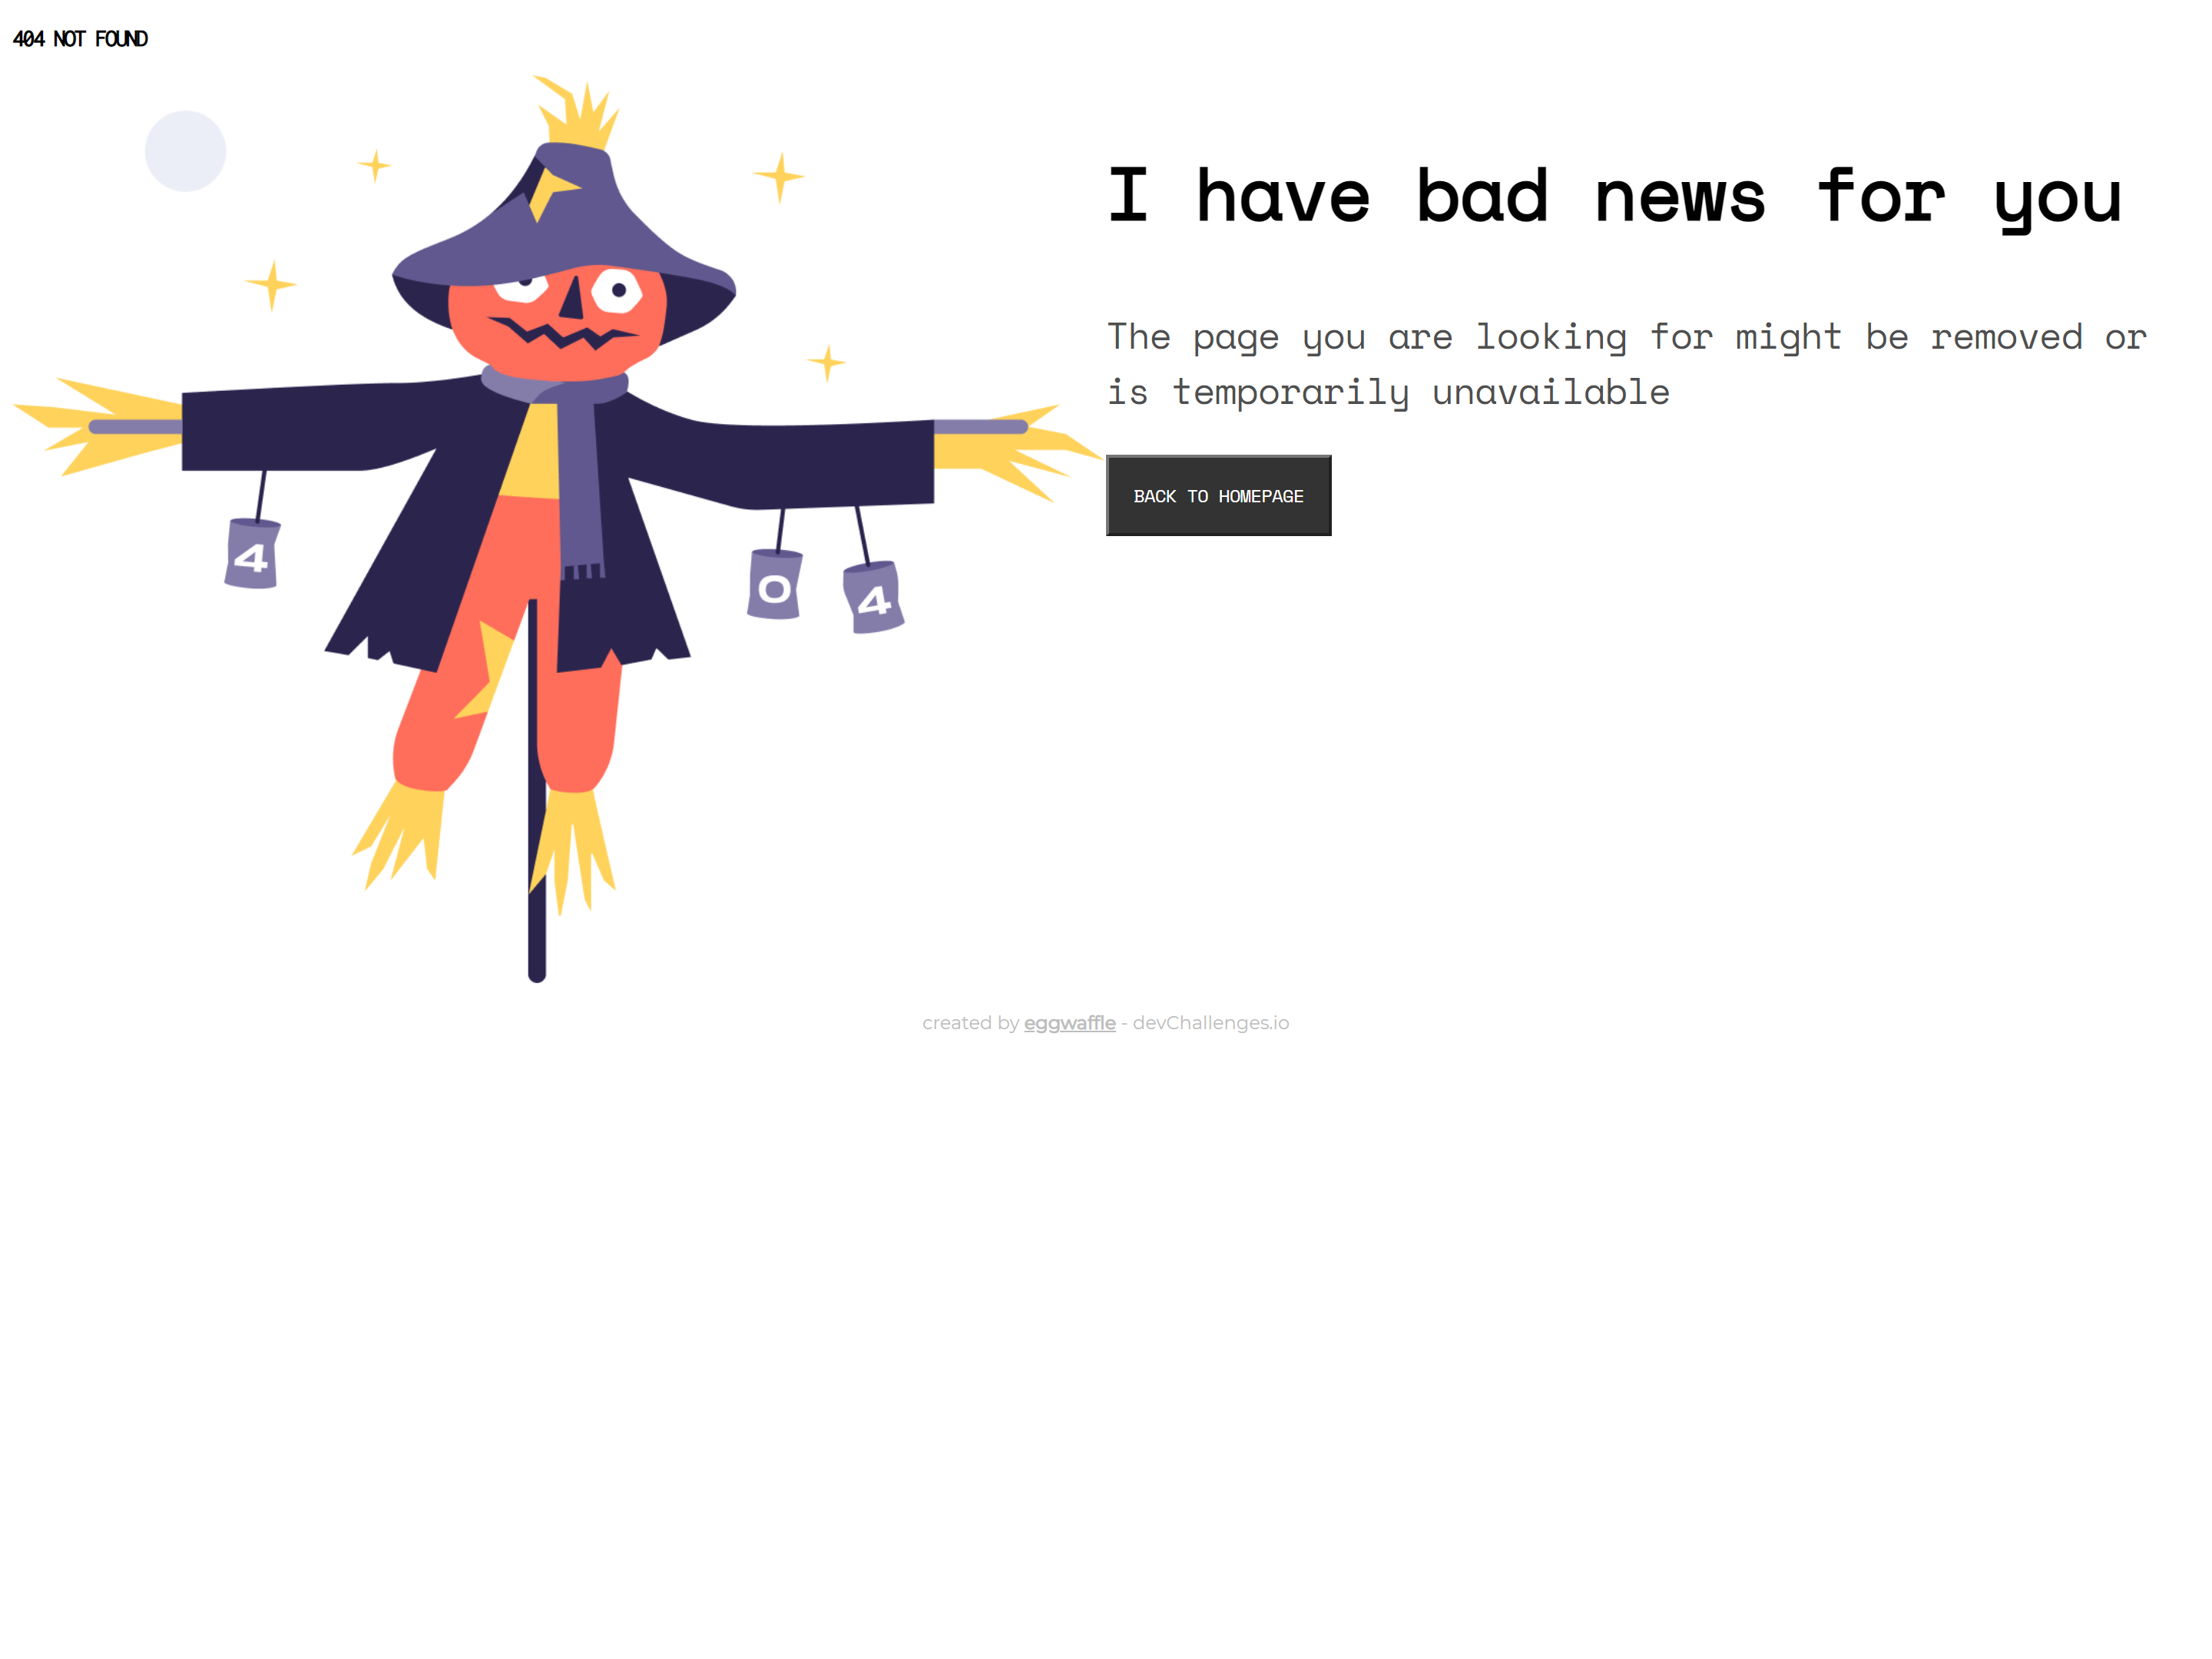 404 NOT FOUND
I have bad news for you
The page you are looking for might be removed or
is temporarily unavailable
BACK TO HOMEPAGE
4
0
4
created by eggwaffle - devChallenges.io